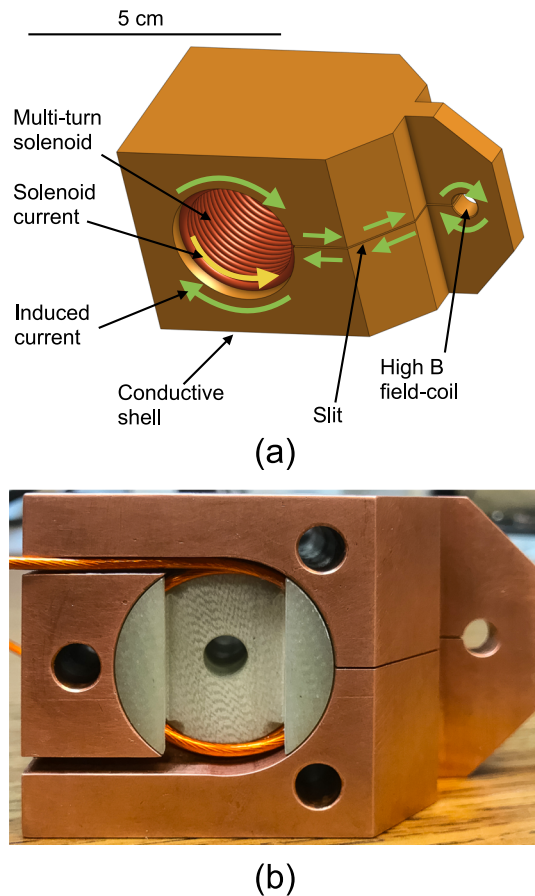 5 cm
Multi-turn
solenoid
Solenoid
current
Induced
current
Conductive
shell
Slit
High B
field-coil
(a)
(b)